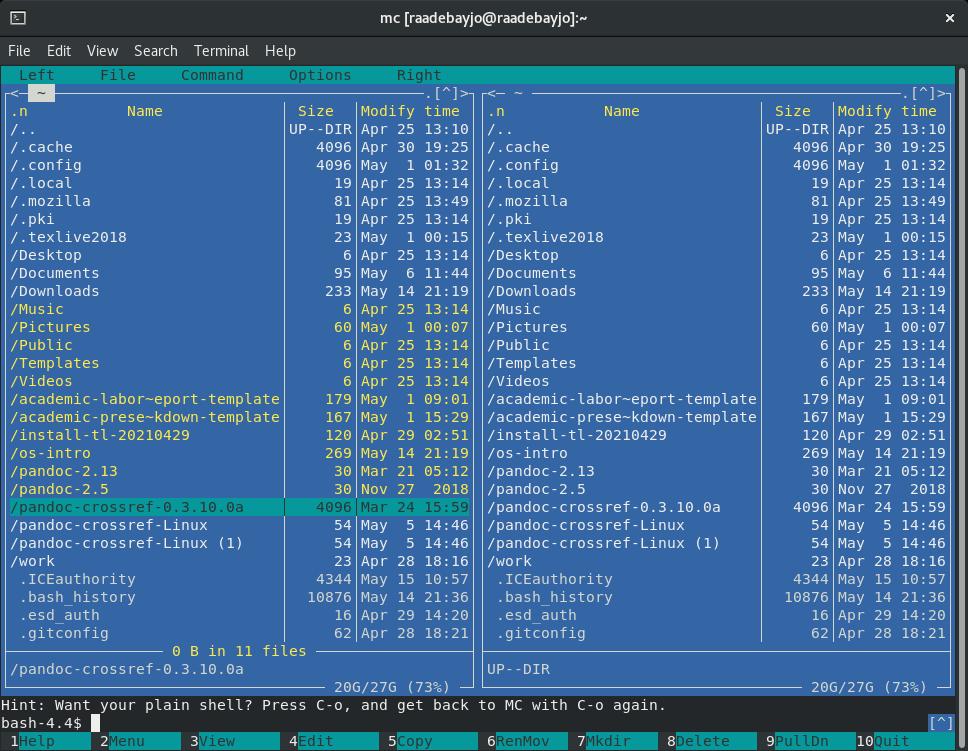 mc [raadebayjo@raadebayjo]:~
File Edit View Search Terminal Help
Left File Command Options Right
<─ ~ ─.[^]>┐ <─ ~ ─.[^]>
.n Name Size Modify time .n Name Size Modify time
/.. UP--DIR Apr 25 13:10 /.. UP--DIR Apr 25 13:10
/.cache 4096 Apr 30 19:25 /.cache 4096 Apr 30 19:25
/.config 4096 May 1 01:32 /.config 4096 May 1 01:32
/.local 19 Apr 25 13:14 /.local 19 Apr 25 13:14
/.mozilla 81 Apr 25 13:49 /.mozilla 81 Apr 25 13:49
/.pki 19 Apr 25 13:14 /.pki 19 Apr 25 13:14
/.texlive2018 23 May 1 00:15 /.texlive2018 23 May 1 00:15
/Desktop 6 Apr 25 13:14 /Desktop 6 Apr 25 13:14
/Documents 95 May 6 11:44 /Documents 95 May 6 11:44
/Downloads 233 May 14 21:19 /Downloads 233 May 14 21:19
/Music 6 Apr 25 13:14 /Music 6 Apr 25 13:14
/Pictures 60 May 1 00:07 /Pictures 60 May 1 00:07
/Public 6 Apr 25 13:14 /Public 6 Apr 25 13:14
/Templates 6 Apr 25 13:14 /Templates 6 Apr 25 13:14
/Videos 6 Apr 25 13:14 /Videos 6 Apr 25 13:14
/academic-labor~eport-template 179 May 1 09:01 /academic-labor~eport-template 179 May 1 09:01
/academic-prese~kdown-template 167 May 1 15:29 /academic-prese~kdown-template 167 May 1 15:29
/install-tl-20210429 120 Apr 29 02:51 /install-tl-20210429 120 Apr 29 02:51
/os-intro 269 May 14 21:19 /os-intro 269 May 14 21:19
/pandoc-2.13 30 Mar 21 05:12 /pandoc-2.13 30 Mar 21 05:12
/pandoc-2.5 30 Nov 27 2018 /pandoc-2.5 30 Nov 27 2018
/pandoc-crossref-0.3.10.0a 4096 Mar 24 15:59 /pandoc-crossref-0.3.10.0a 4096 Mar 24 15:59
/pandoc-crossref-Linux 54 May 5 14:46 /pandoc-crossref-Linux 54 May 5 14:46
/pandoc-crossref-Linux (1) 54 May 5 14:46 /pandoc-crossref-Linux (1) 54 May 5 14:46
/work 23 Apr 28 18:16 /work 23 Apr 28 18:16
.ICEauthority 4344 May 15 10:57 .ICEauthority 4344 May 15 10:57
.bash_history 10876 May 14 21:36 .bash_history 10876 May 14 21:36
.esd_auth 16 Apr 29 14:20 .esd_auth 16 Apr 29 14:20
.gitconfig 62 Apr 28 18:21 .gitconfig 62 Apr 28 18:21
0 B in 11 files
/pandoc-crossref-0.3.10.0a UP--DIR
20G/27G (73%) 20G/27G (73%)
Hint: Want your plain shell? Press C-o, and get back to MC with C-o again.
bash-4.4$ [^]
1Help 2Menu 3View 4Edit 5Copy 6RenMov 7Mkdir 8Delete 9PullDn 10Quit